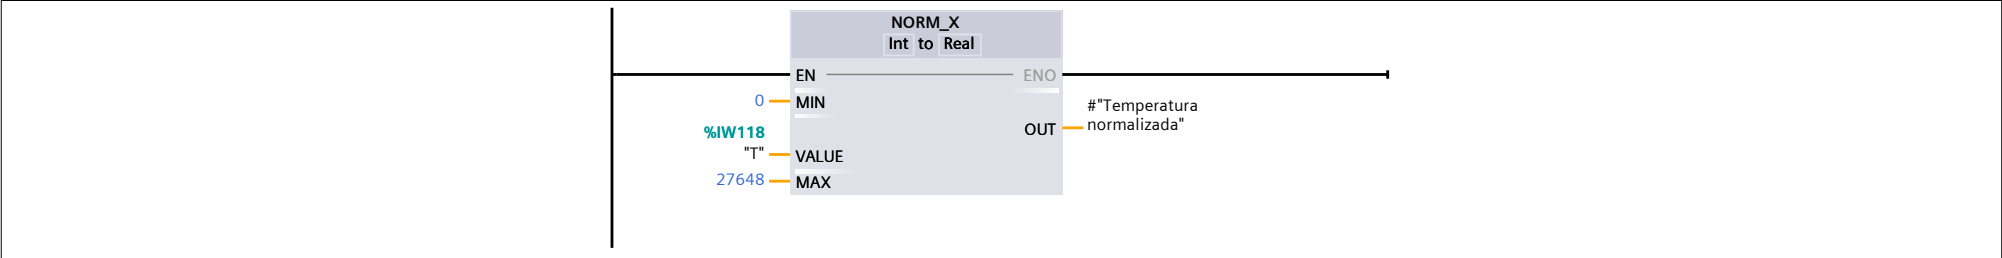 NORM_X
Int to Real
EN
ENO
0
MIN
#"Temperatura
normalizada"
OUT
%IW118
"T"
VALUE
27648
MAX